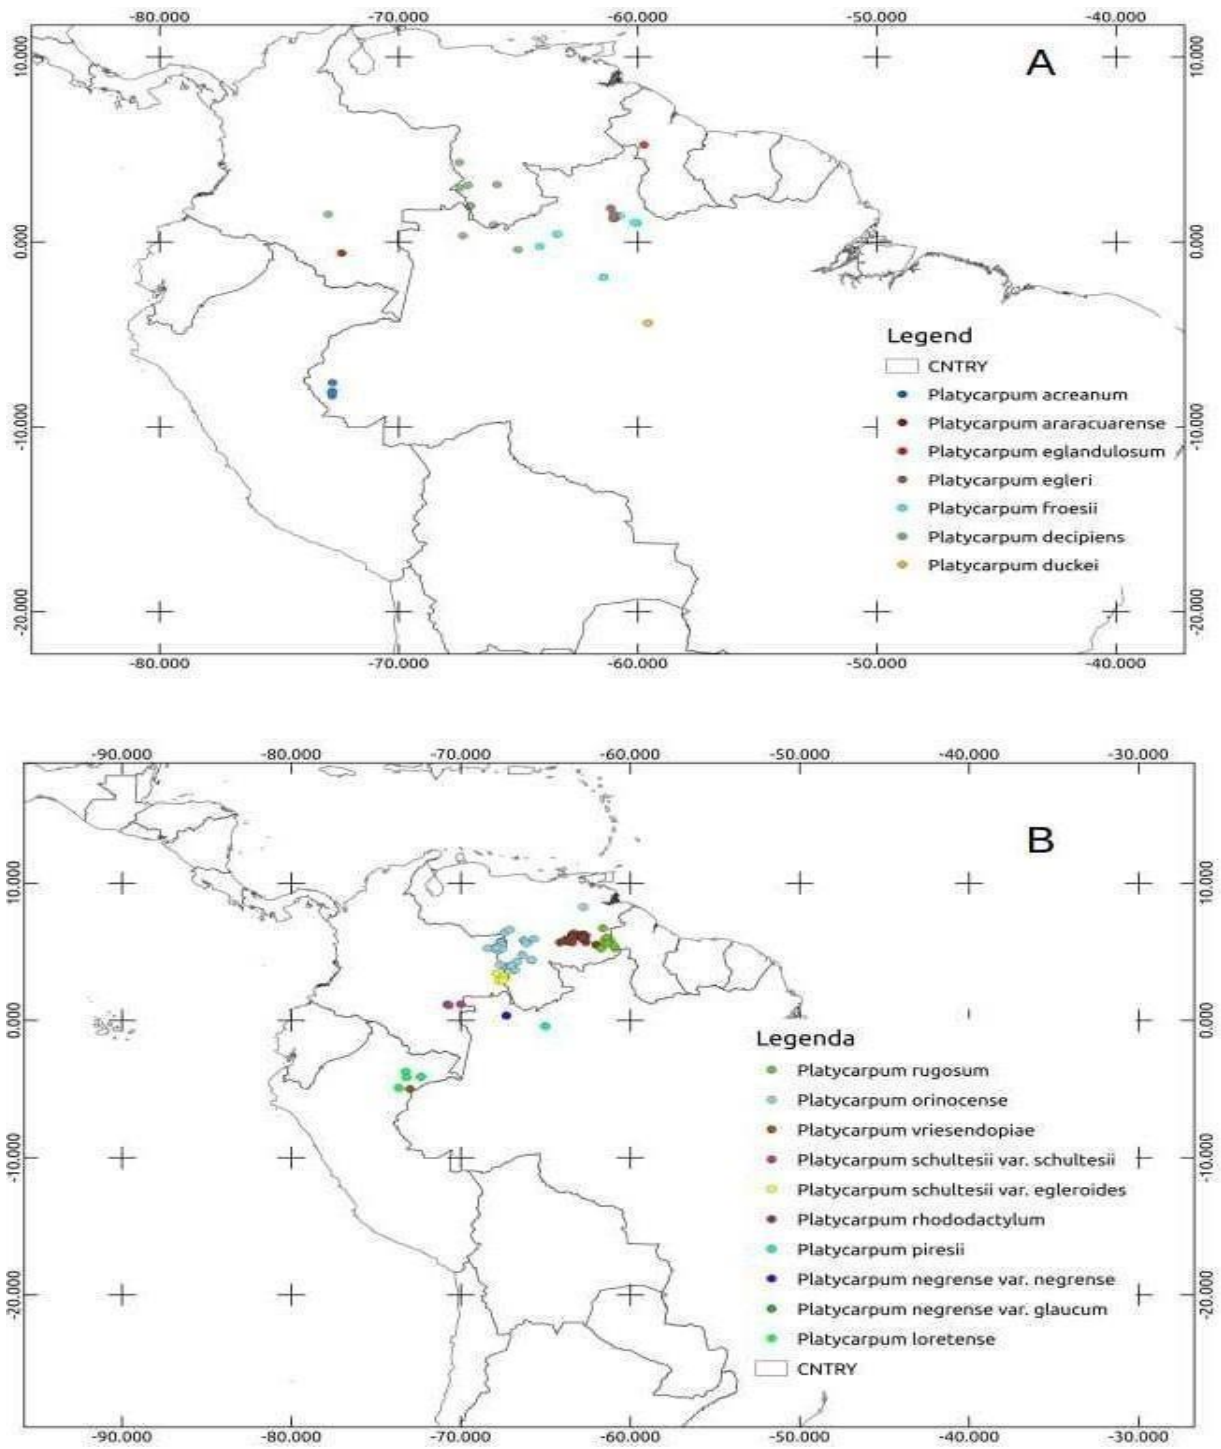 -80.000 -70.000 -60.000 -50.000 -40.000
A
10.000 10.000
0.000 0.000
-10.000 -10.000
-20.000 -20.000
Legend
CNTRY
Platycarpum acreanum
Platycarpum araracuarense
Platycarpum eglandulosum
Platycarpum egleri
Platycarpum froesii
Platycarpum decipiens
Platycarpum duckei
-80.000 -70.000 -60.000 -50.000 -40.000
-90.000 -80.000 -70.000 -60.000 -50.000 -40.000 -30.000
B
10.000 10.000
0.000 0.000
-10.000 -10.000
-20.000 -20.000
Legenda
Platycarpum rugosum
Platycarpum orinocense
Platycarpum vriesendopiae
Platycarpum schultesii var. schultesii
Platycarpum schultesii var. egleroides
Platycarpum rhododactylum
Platycarpum piresii
Platycarpum negrense var. negrense
Platycarpum negrense var. glaucum
Platycarpum loretense
CNTRY
-90.000 -80.000 -70.000 -60.000 -50.000 -40.000 -30.000